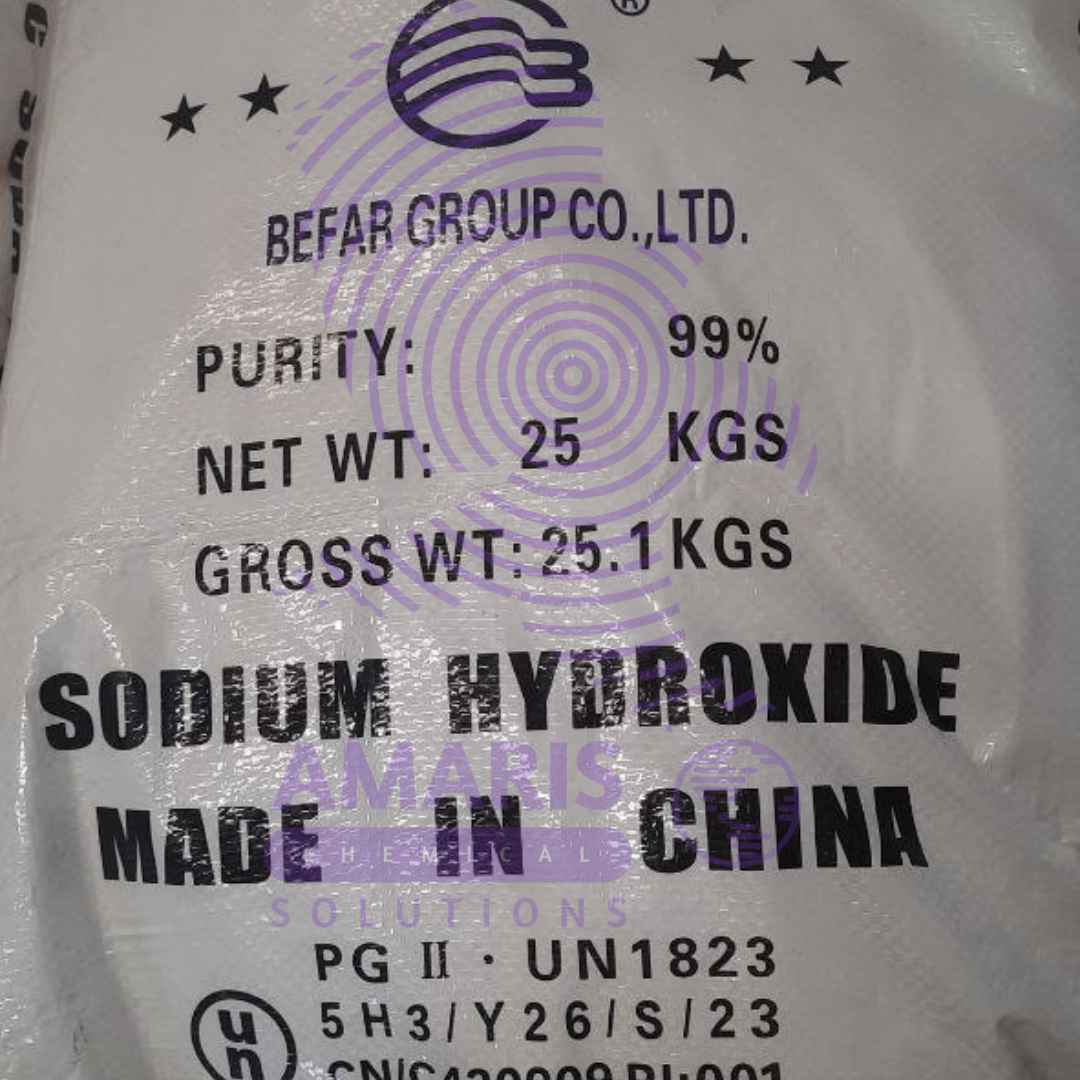 ®
BEFAR GROUP CO.,LTD.
PURITY: 99%
NET WT: 25 KGS
GROSS WT: 25.1 KGS
SODIUM HYDROXIDE
AMARIS
MADE IN CHINA
CHEMICAL
SOLUTIONS
PG II · UN1823
5H3/Y26/S/23
un